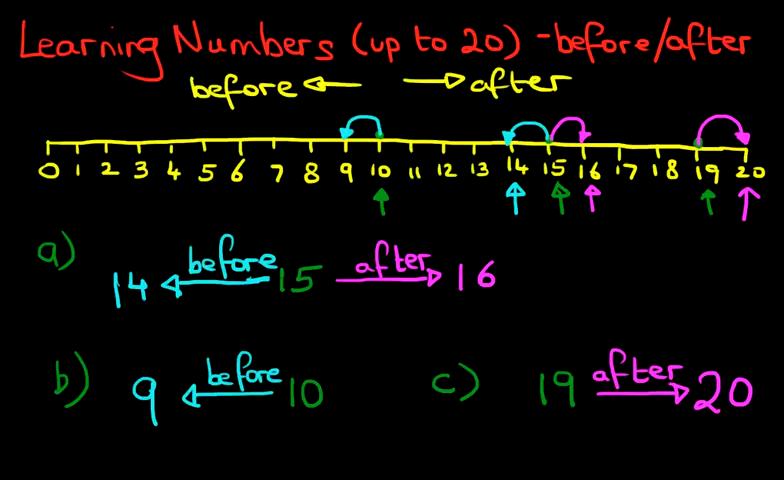 Learning Numbers (up to 20) - before/after
before ← → after
0 1 2 3 4 5 6 7 8 9 10 11 12 13 14 15 16 17 18 19 20
a)
14 ← before 15 after → 16
b) 9 ← before 10 c) 19 after → 20